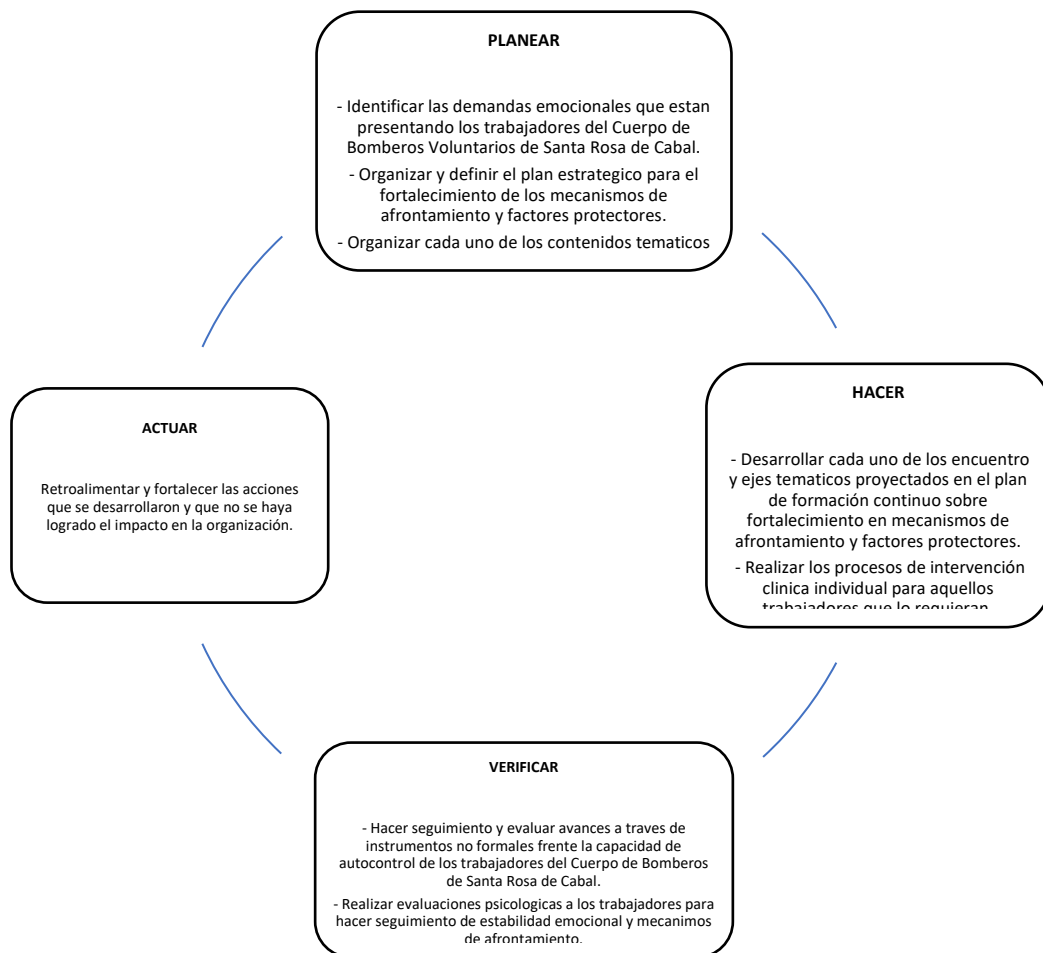 PLANEAR
- Identificar las demandas emocionales que estan
presentando los trabajadores del Cuerpo de
Bomberos Voluntarios de Santa Rosa de Cabal.
- Organizar y definir el plan estrategico para el
fortalecimiento de los mecanismos de
afrontamiento y factores protectores.
- Organizar cada uno de los contenidos tematicos
HACER
- Desarrollar cada uno de los encuentro
y ejes tematicos proyectados en el plan
de formación continuo sobre
fortalecimiento en mecanismos de
afrontamiento y factores protectores.
- Realizar los procesos de intervención
clinica individual para aquellos
trabajadores que lo requieran
VERIFICAR
- Hacer seguimiento y evaluar avances a traves de
instrumentos no formales frente la capacidad de
autocontrol de los trabajadores del Cuerpo de Bomberos
de Santa Rosa de Cabal.
- Realizar evaluaciones psicologicas a los trabajadores para
hacer seguimiento de estabilidad emocional y mecanimos
de afrontamiento.
ACTUAR
Retroalimentar y fortalecer las acciones
que se desarrollaron y que no se haya
logrado el impacto en la organización.